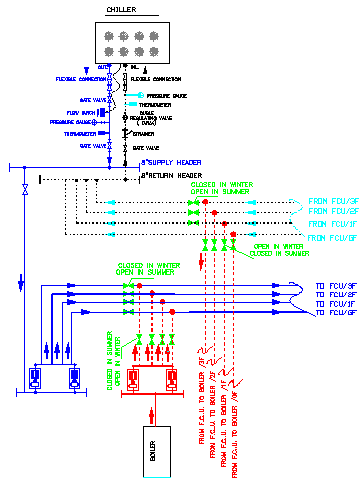 CHILLER
OUT. IN.
FLEXIBLE CONNECTION FLEXIBLE CONNECTION
PRESSURE GAUGE
GATE VALVE THERMOMETER
FLOW SWITCH
REGULATING VALVE
PRESSURE GAUGE
THERMOMETER STRAINER
GATE VALVE GATE VALVE
8"SUPPLY HEADER
8"RETURN HEADER
CLOSED IN WINTER
OPEN IN SUMMER
FROM FCU/3F
FROM FCU/2F
FROM FCU/1F
FROM FCU/GF
OPEN IN WINTER
CLOSED IN SUMMER
CLOSED IN WINTER
OPEN IN SUMMER
TO FCU/3F
TO FCU/2F
TO FCU/1F
TO FCU/GF
CLOSED IN SUMMER
OPEN IN WINTER
FROM F.C.U. TO BOILER /3F
FROM F.C.U. TO BOILER /2F
FROM F.C.U. TO BOILER /1F
FROM F.C.U. TO BOILER /GF
BOILER